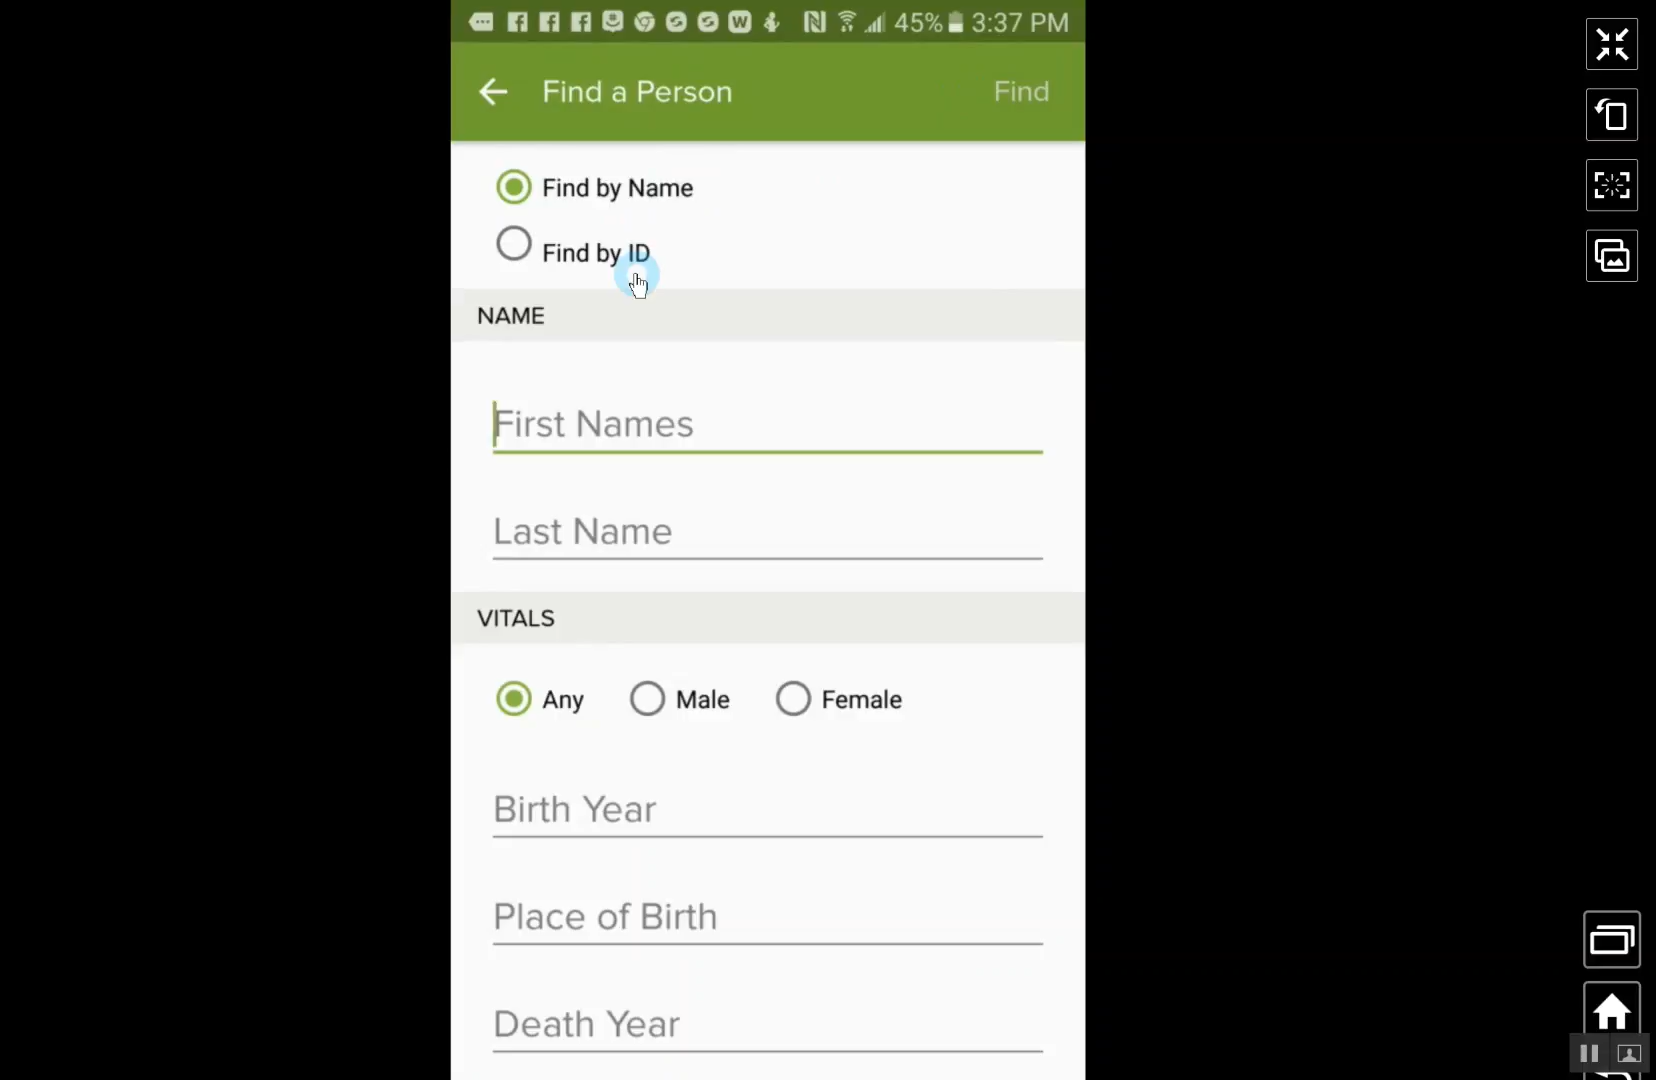 45% 3:37 PM
Find a Person Find
Find by Name
Find by ID
NAME
First Names
Last Name
VITALS
Any Male Female
Birth Year
Place of Birth
Death Year